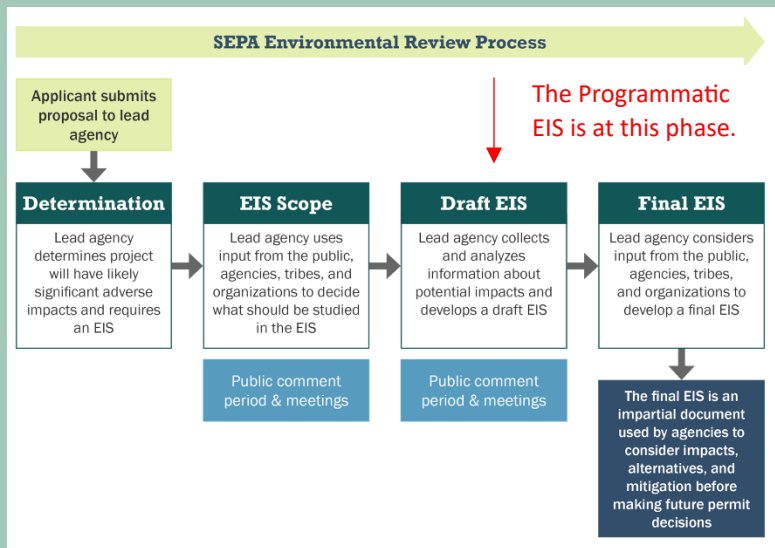 SEPA Environmental Review Process
Applicant submits
proposal to lead
agency
The Programmatic
EIS is at this phase.
Determination
Lead agency
determines project
will have likely
significant adverse
impacts and requires
an EIS
EIS Scope
Lead agency uses
input from the public,
agencies, tribes, and
organizations to decide
what should be studied
in the EIS
Public comment
period & meetings
Draft EIS
Lead agency collects
and analyzes
information about
potential impacts and
develops a draft EIS
Public comment
period & meetings
Final EIS
Lead agency considers
input from the public,
agencies, tribes,
and organizations to
develop a final EIS
The final EIS is an
impartial document
used by agencies to
consider impacts,
alternatives, and
mitigation before
making future permit
decisions